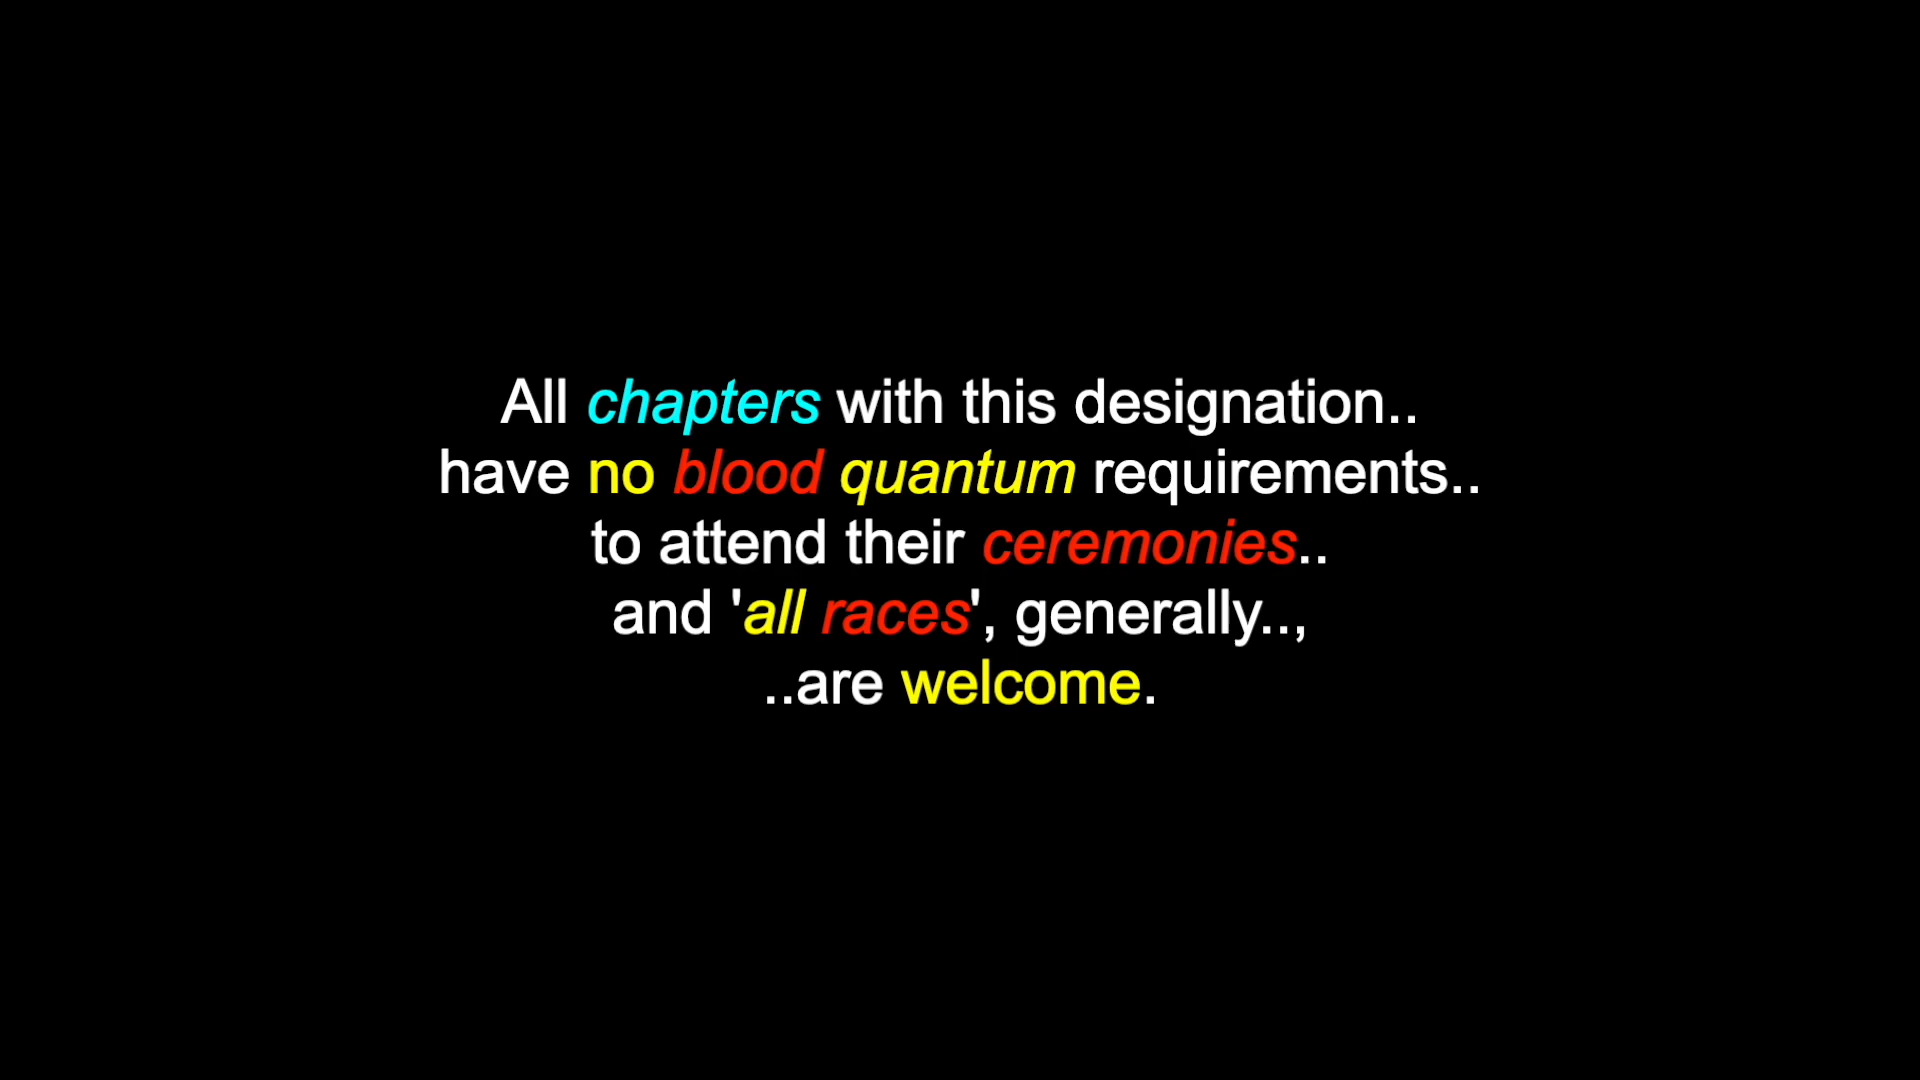 All chapters with this designation..
have no blood quantum requirements..
to attend their ceremonies..
and 'all races', generally..,
..are welcome.